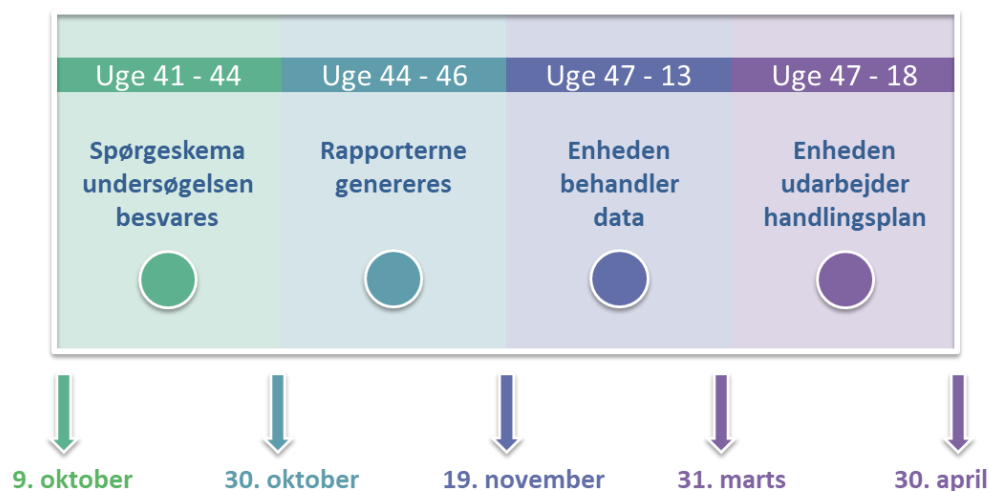 Uge 41 - 44
Spørgeskema
undersøgelsen
besvares
Uge 44 - 46
Rapporterne
genereres
Uge 47 - 13
Enheden
behandler
data
Uge 47 - 18
Enheden
udarbejder
handlingsplan
9. oktober
30. oktober
19. november
31. marts
30. april